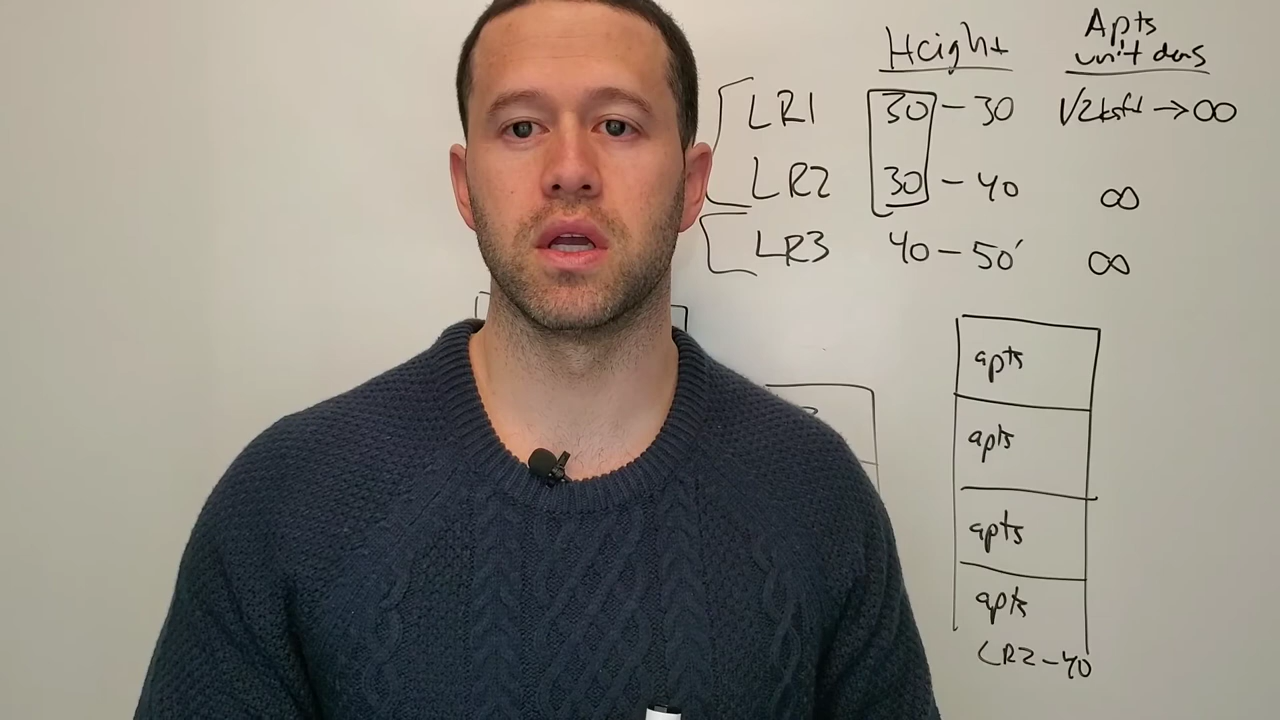 Height
Apts
unit dens
LR1 30 - 30 1/2ksft → ∞
LR2 30 - 40 ∞
LR3 40 - 50' ∞
apts
apts
apts
apts
LR2 - 40